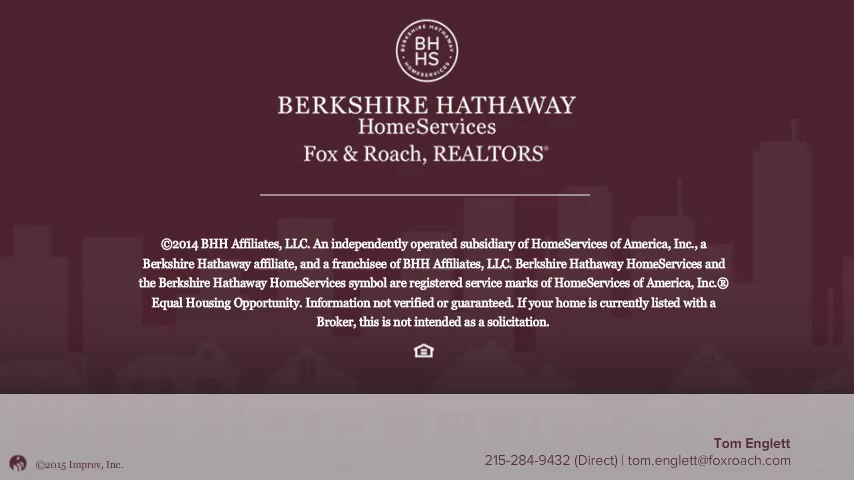 BERKSHIRE HATHAWAY
HOMESERVICES
BH
HS
BERKSHIRE HATHAWAY
HomeServices
Fox & Roach, REALTORS®
©2014 BHH Affiliates, LLC. An independently operated subsidiary of HomeServices of America, Inc., a
Berkshire Hathaway affiliate, and a franchisee of BHH Affiliates, LLC. Berkshire Hathaway HomeServices and
the Berkshire Hathaway HomeServices symbol are registered service marks of HomeServices of America, Inc.®
Equal Housing Opportunity. Information not verified or guaranteed. If your home is currently listed with a
Broker, this is not intended as a solicitation.
Tom Englett
215-284-9432 (Direct) | tom.englett@foxroach.com
©2015 Imprev, Inc.